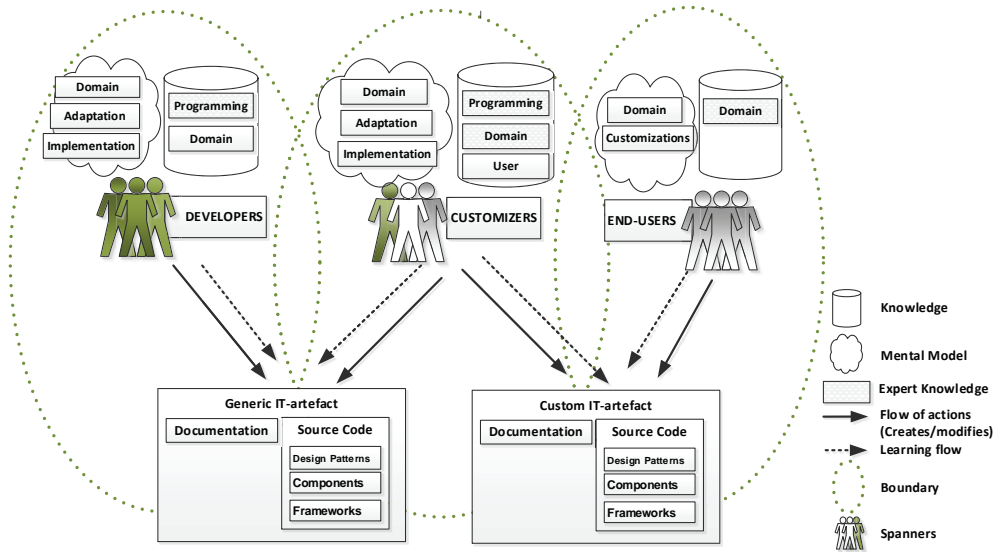 Domain
Adaptation
Implementation
Programming
Domain
DEVELOPERS
Domain
Adaptation
Implementation
Programming
Domain
User
CUSTOMIZERS
Domain
Customizations
Domain
END-USERS
Generic IT-artefact
Documentation
Source Code
Design Patterns
Components
Frameworks
Custom IT-artefact
Documentation
Source Code
Design Patterns
Components
Frameworks
Knowledge
Mental Model
Expert Knowledge
Flow of actions
(Creates/modifies)
Learning flow
Boundary
Spanners